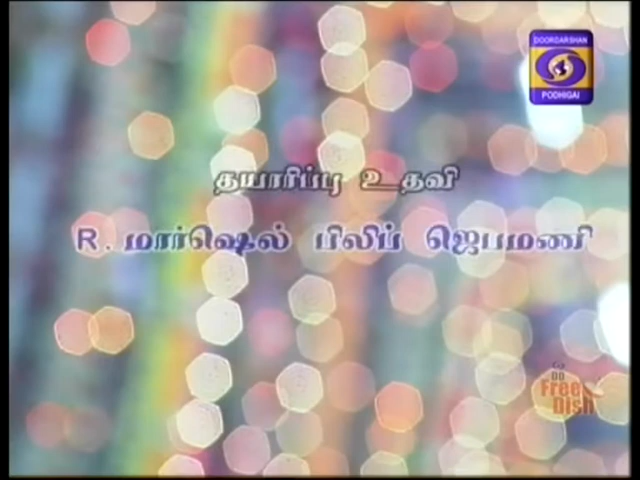 DOORDARSHAN
PODHIGAI
தயாரிப்பு உதவி
R. மார்ஷெல் பிலிப் ஜெபமணி
DD
Free
Dish